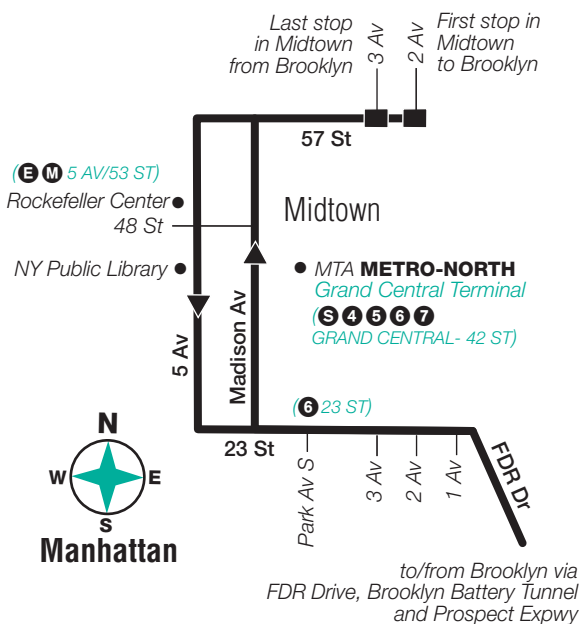 Last stop
in Midtown
from Brooklyn
3 Av
2 Av
First stop in
Midtown
to Brooklyn
57 St
(E M 5 AV/53 ST)
Rockefeller Center
48 St
Midtown
NY Public Library
MTA METRO-NORTH
Grand Central Terminal
(S 4 5 6 7
GRAND CENTRAL- 42 ST)
5 Av
Madison Av
(6 23 ST)
23 St
Park Av S
3 Av
2 Av
1 Av
FDR Dr
N
W
E
S
Manhattan
to/from Brooklyn via
FDR Drive, Brooklyn Battery Tunnel
and Prospect Expwy